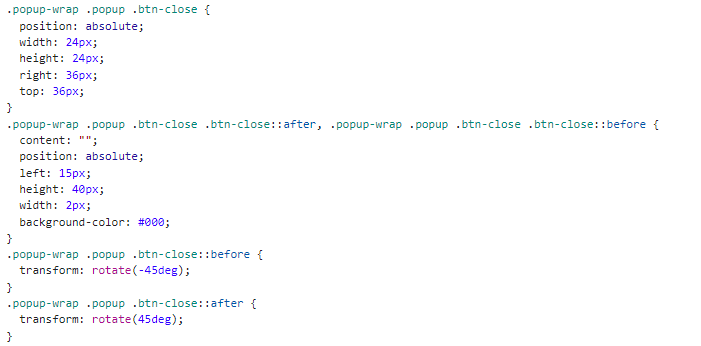 .popup-wrap .popup .btn-close {
  position: absolute;
  width: 24px;
  height: 24px;
  right: 36px;
  top: 36px;
}
.popup-wrap .popup .btn-close .btn-close::after, .popup-wrap .popup .btn-close .btn-close::before {
  content: "";
  position: absolute;
  left: 15px;
  height: 40px;
  width: 2px;
  background-color: #000;
}
.popup-wrap .popup .btn-close::before {
  transform: rotate(-45deg);
}
.popup-wrap .popup .btn-close::after {
  transform: rotate(45deg);
}